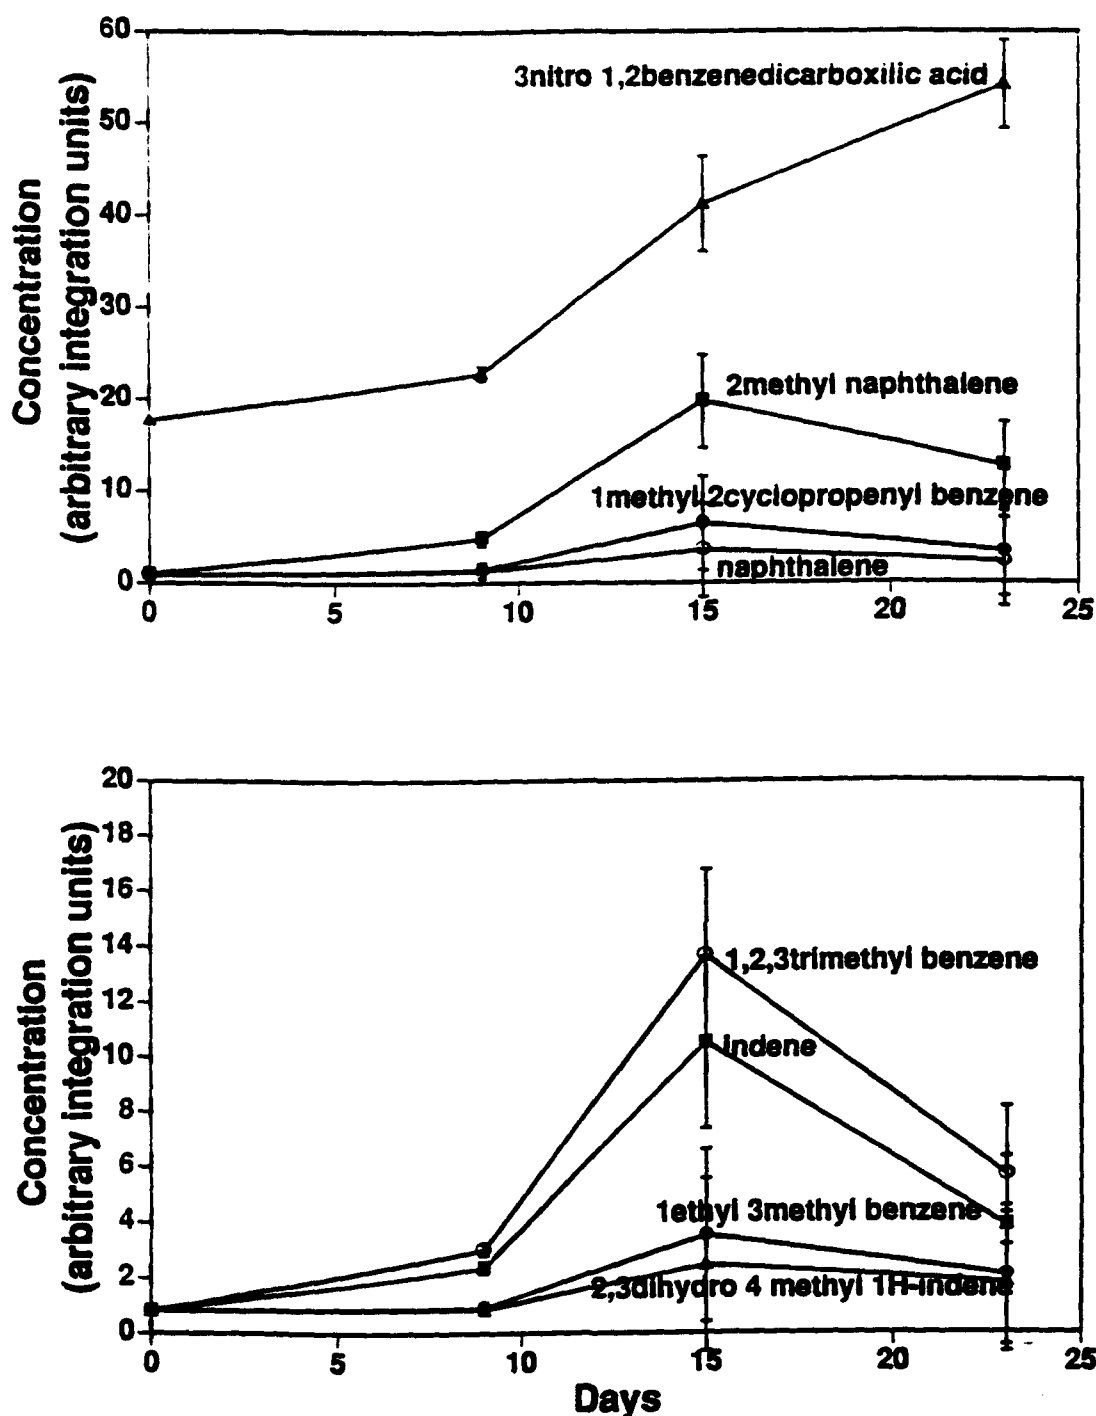 60
50
40
30
20
10
0
Concentration
(arbitrary integration units)
3nitro 1,2benzenedicarboxilic acid
2methyl naphthalene
1methyl 2cyclopropenyl benzene
naphthalene
0 5 10 15 20 25
20
18
16
14
12
10
8
6
4
2
0
Concentration
(arbitrary integration units)
1,2,3trimethyl benzene
indene
1ethyl 3methyl benzene
2,3dihydro 4 methyl 1H-indene
0 5 10 15 20 25
Days